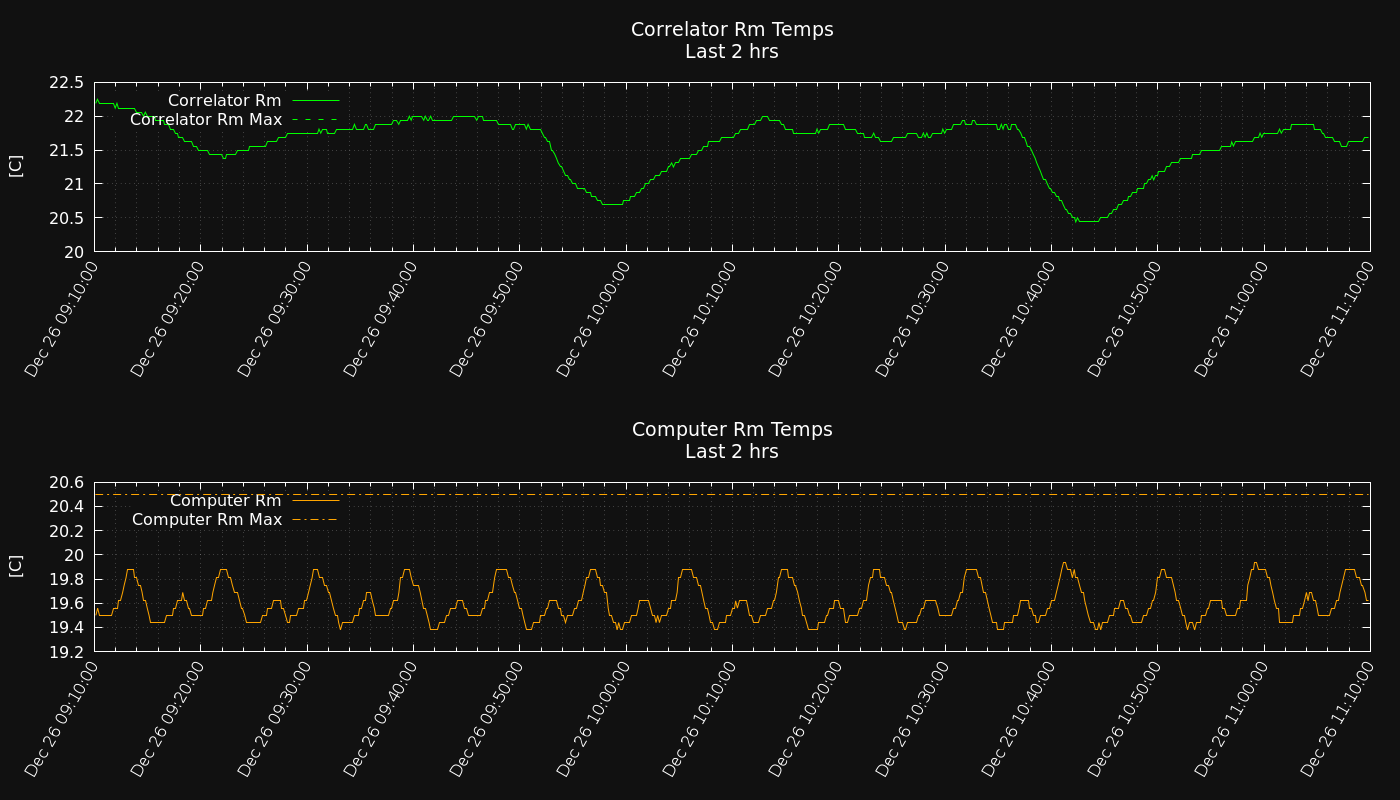 Correlator Rm Temps
Last 2 hrs
22.5
22
21.5
21
20.5
20
[C]
Correlator Rm
Correlator Rm Max
Dec 26 09:10:00
Dec 26 09:20:00
Dec 26 09:30:00
Dec 26 09:40:00
Dec 26 09:50:00
Dec 26 10:00:00
Dec 26 10:10:00
Dec 26 10:20:00
Dec 26 10:30:00
Dec 26 10:40:00
Dec 26 10:50:00
Dec 26 11:00:00
Dec 26 11:10:00
Computer Rm Temps
Last 2 hrs
20.6
20.4
20.2
20
19.8
19.6
19.4
19.2
[C]
Computer Rm
Computer Rm Max
Dec 26 09:10:00
Dec 26 09:20:00
Dec 26 09:30:00
Dec 26 09:40:00
Dec 26 09:50:00
Dec 26 10:00:00
Dec 26 10:10:00
Dec 26 10:20:00
Dec 26 10:30:00
Dec 26 10:40:00
Dec 26 10:50:00
Dec 26 11:00:00
Dec 26 11:10:00